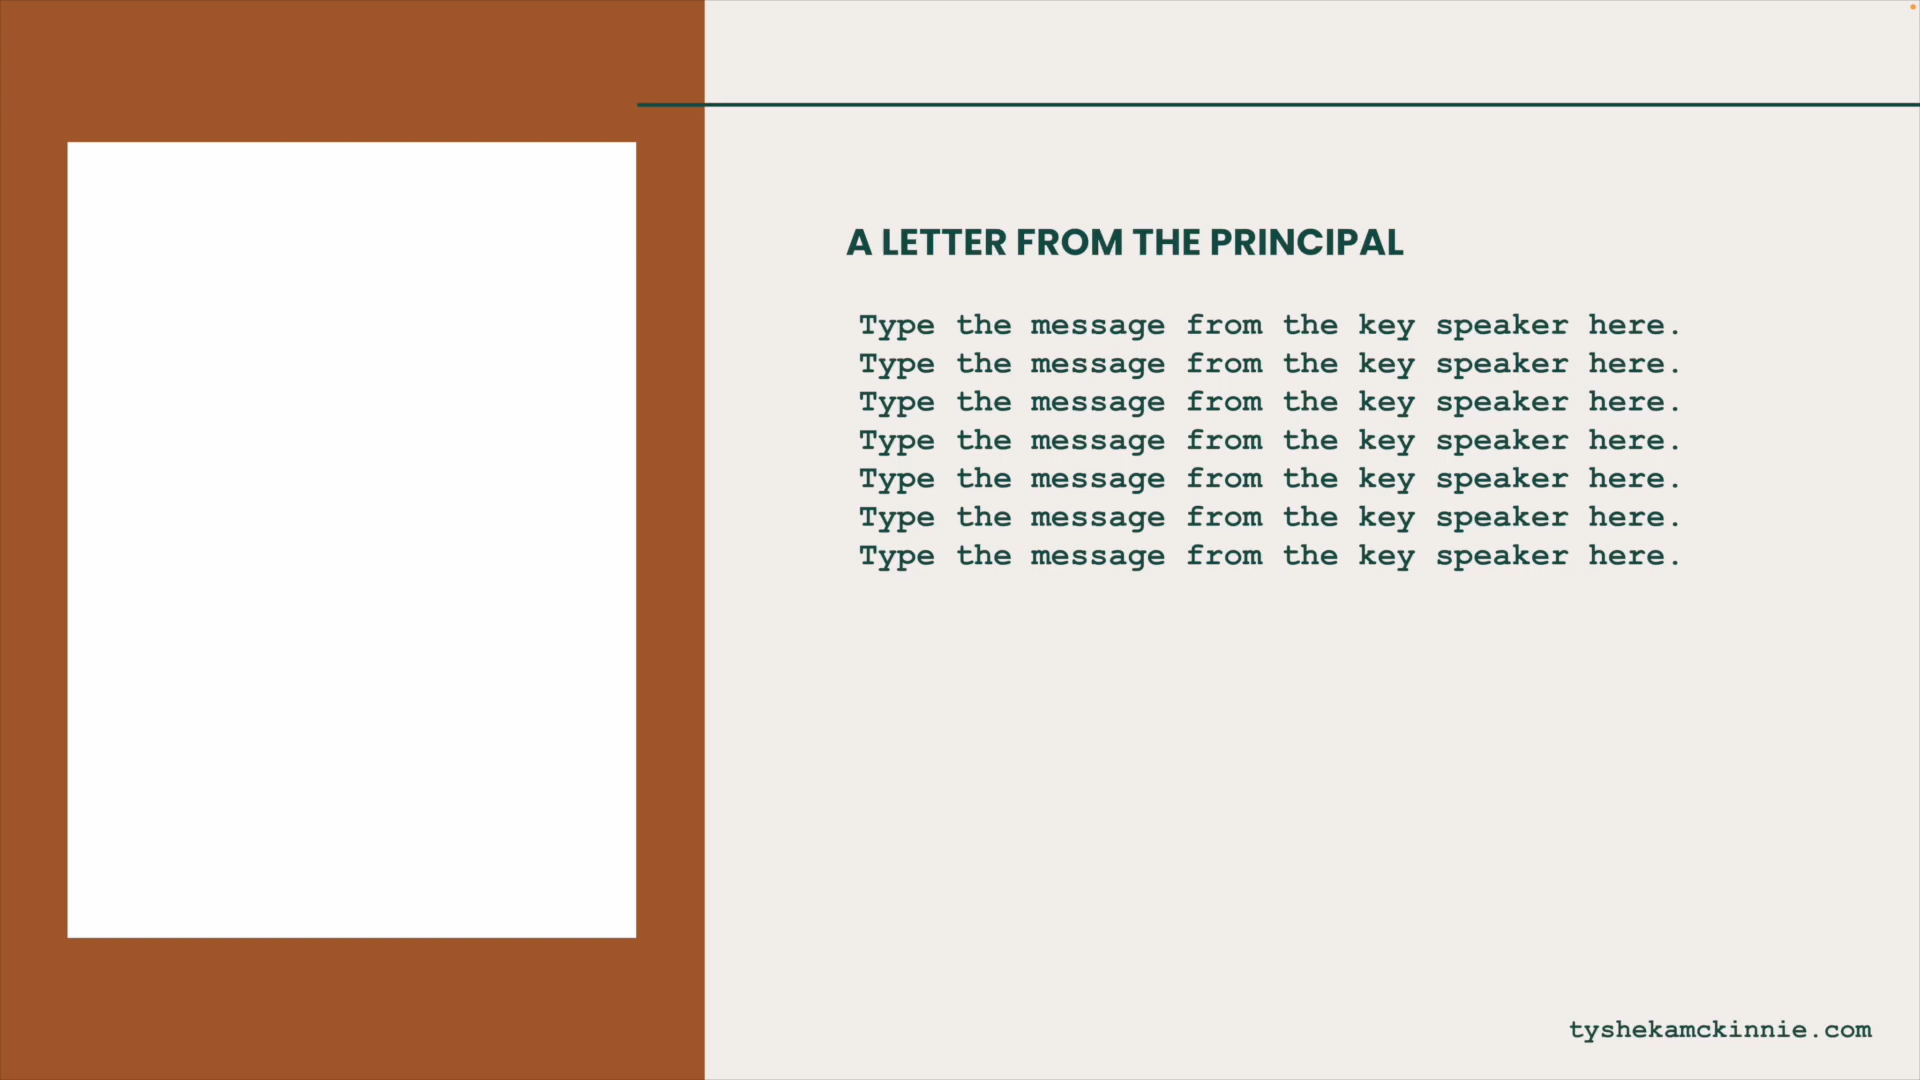 A LETTER FROM THE PRINCIPAL
Type the message from the key speaker here.
Type the message from the key speaker here.
Type the message from the key speaker here.
Type the message from the key speaker here.
Type the message from the key speaker here.
Type the message from the key speaker here.
Type the message from the key speaker here.
tyshekamckinnie.com